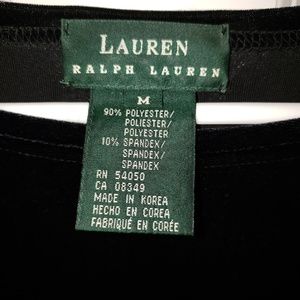 LAUREN
RALPH LAUREN
M
90% POLYESTER/
POLIESTER/
POLYESTER
10% SPANDEX/
SPANDEX/
SPANDEX
RN 54050
CA 08349
MADE IN KOREA
HECHO EN COREA
FABRIQUÉ EN CORÉE